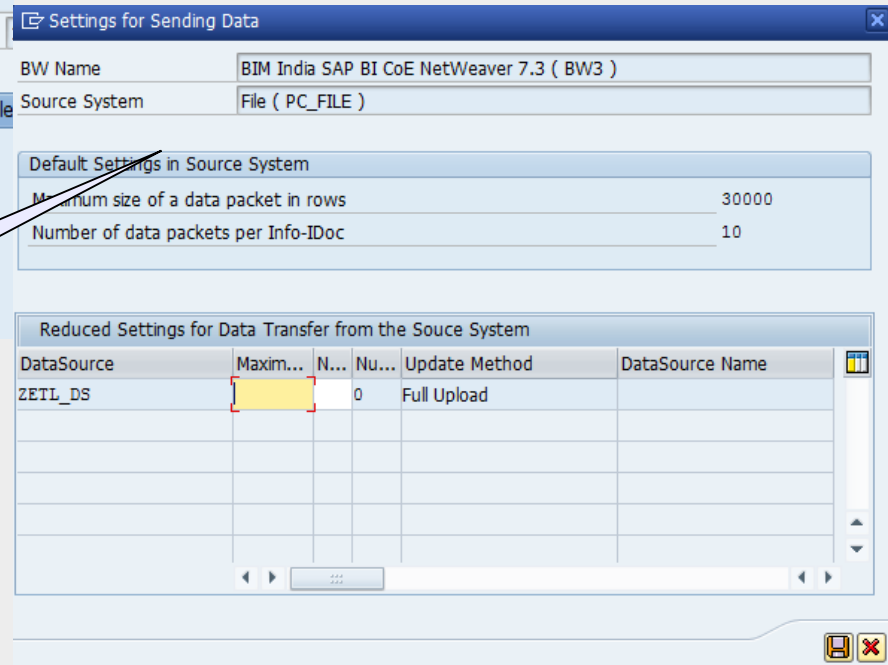 Settings for Sending Data
BW Name BIM India SAP BI CoE NetWeaver 7.3 ( BW3 )
le Source System File ( PC_FILE )
Default Settings in Source System
Maximum size of a data packet in rows 30000
Number of data packets per Info-IDoc 10
Reduced Settings for Data Transfer from the Souce System
DataSource Maxim... N... Nu... Update Method DataSource Name
ZETL_DS 0 Full Upload